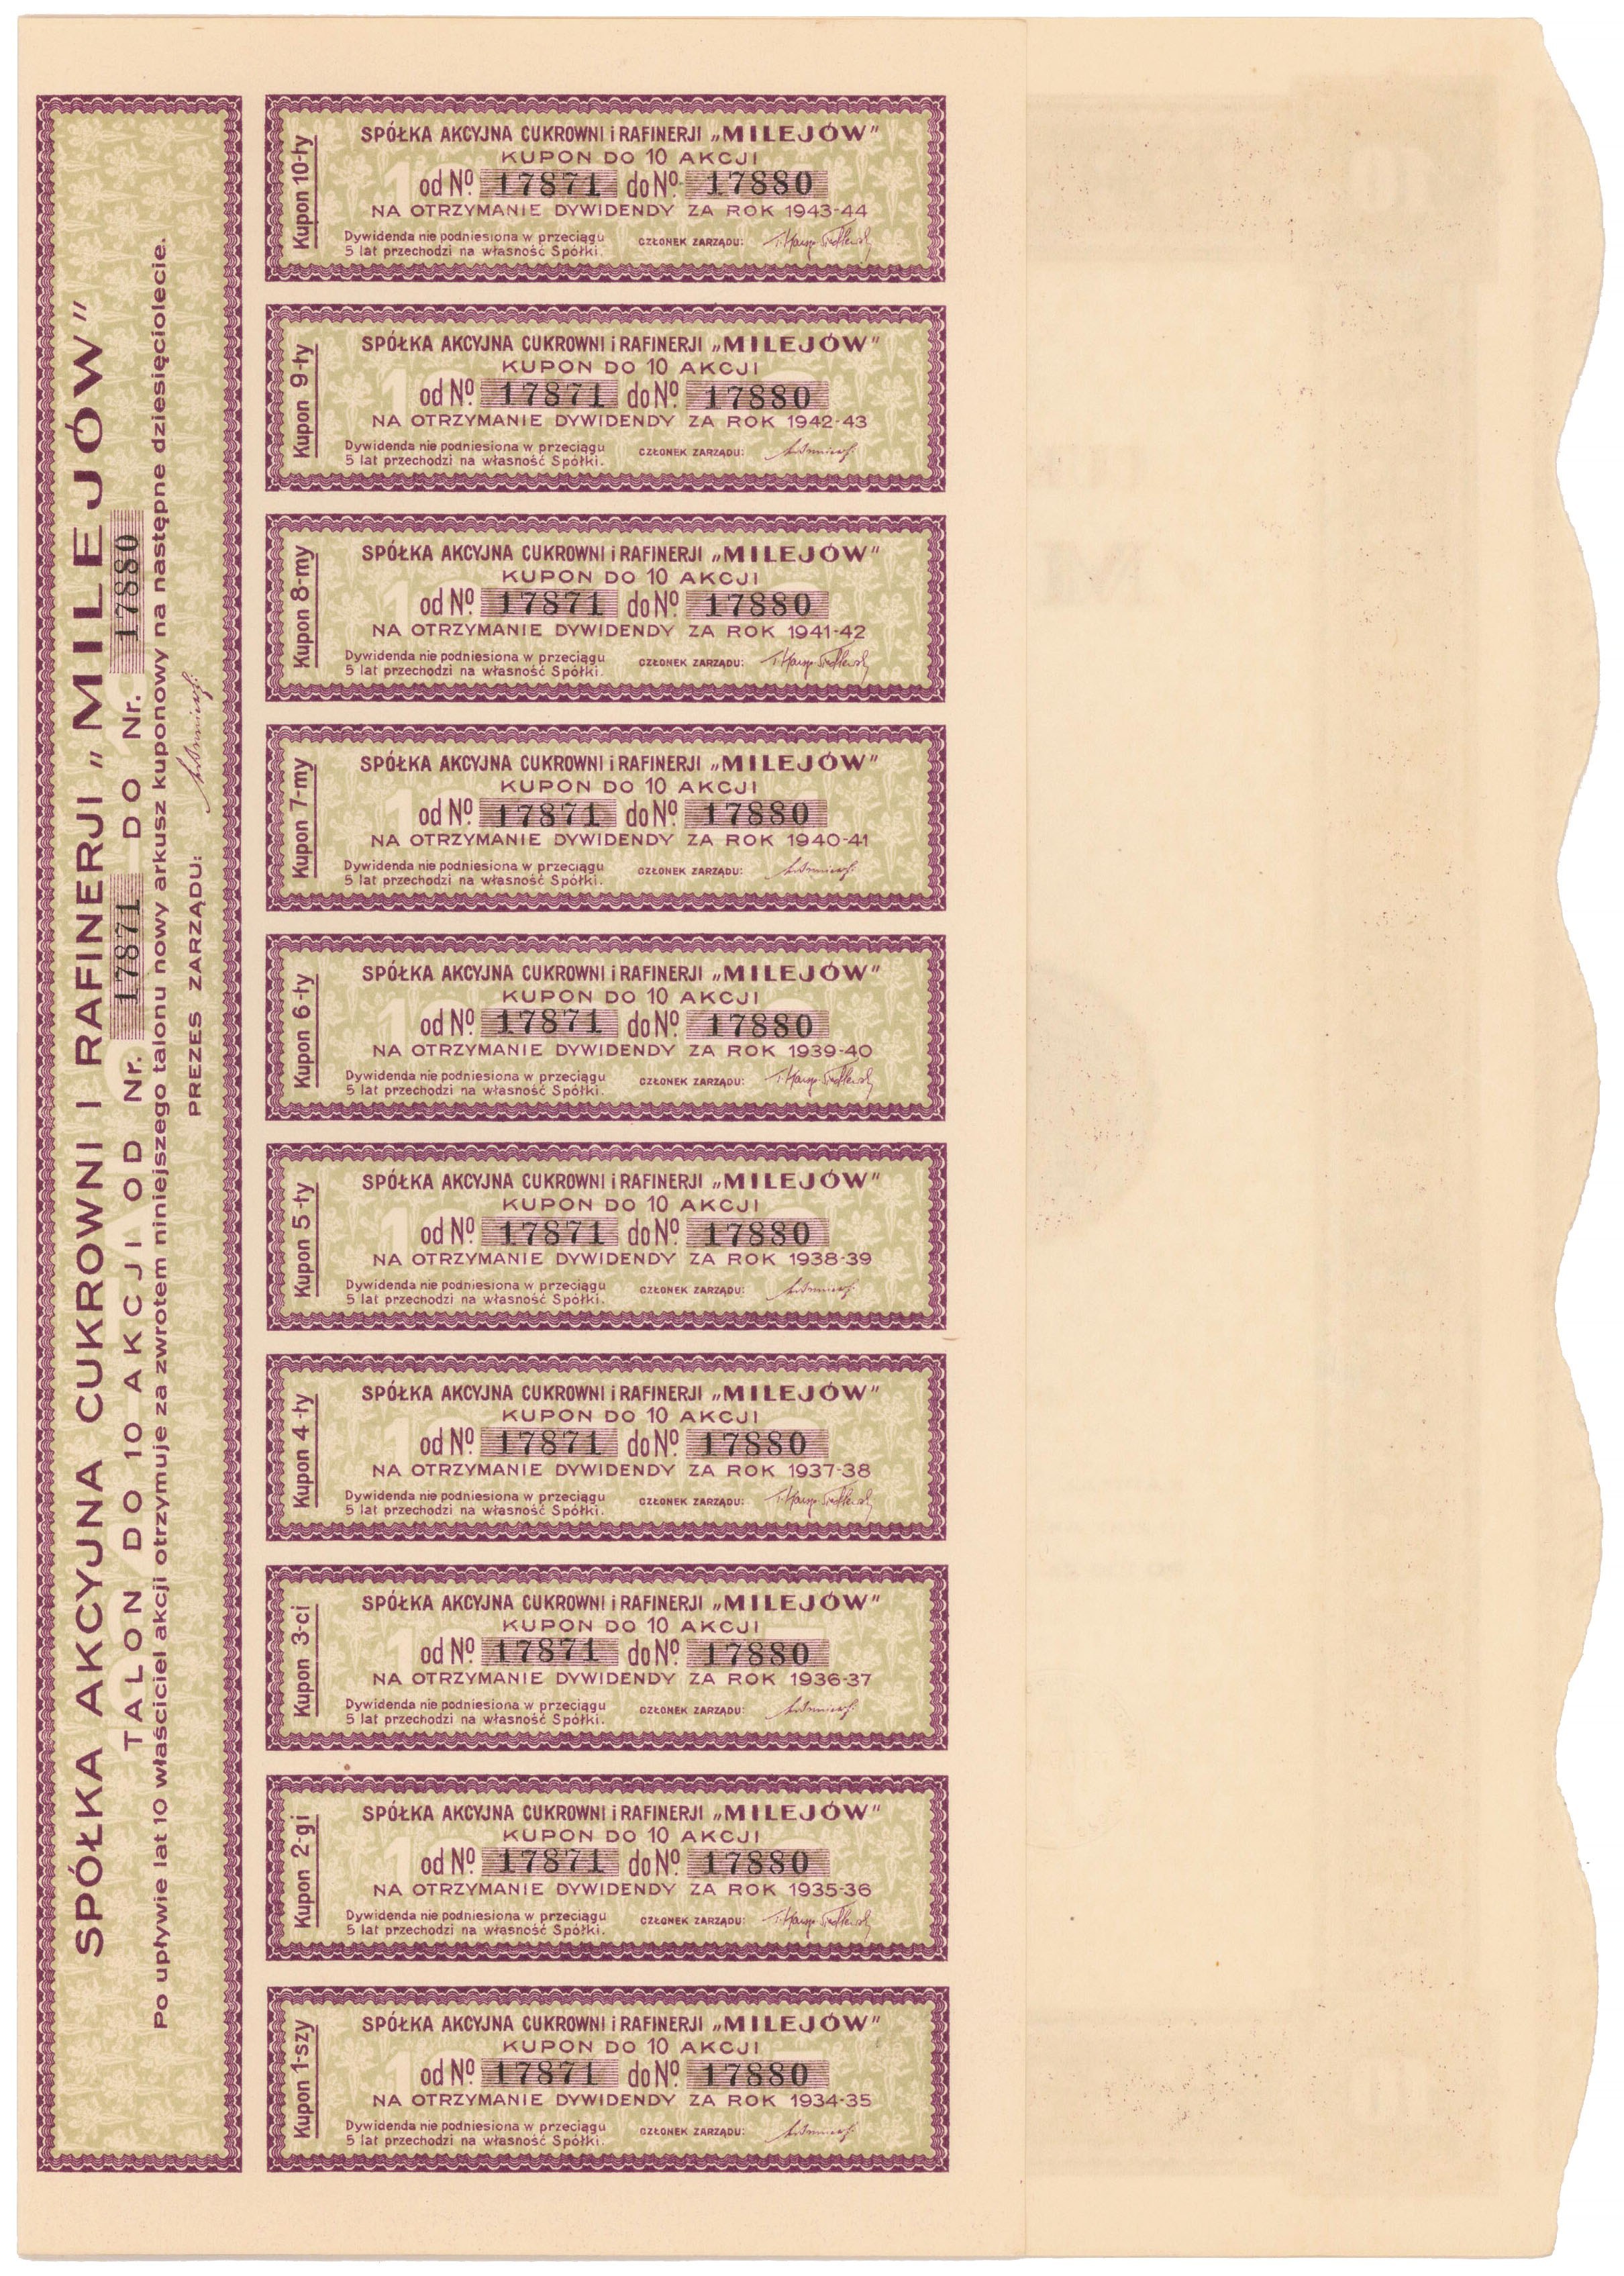 SPÓŁKA AKCYJNA CUKROWNI I RAFINERJI „MILEJÓW"
TALON DO 10 AKCJI OD Nr. 17871 DO Nr. 17880
Po upływie lat 10 właściciel akcji otrzymuje za zwrotem niniejszego talonu nowy arkusz kuponowy na następne dziesięciolecie.
PREZES ZARZĄDU:
Kupon 10-ty
SPÓŁKA AKCYJNA CUKROWNI i RAFINERJI „MILEJÓW"
KUPON DO 10 AKCJI
od Nº 17871 do Nº 17880
NA OTRZYMANIE DYWIDENDY ZA ROK 1943-44
Dywidenda nie podniesiona w przeciągu
5 lat przechodzi na własność Spółki.
CZŁONEK ZARZĄDU:
Kupon 9-ty
SPÓŁKA AKCYJNA CUKROWNI i RAFINERJI „MILEJÓW"
KUPON DO 10 AKCJI
od Nº 17871 do Nº 17880
NA OTRZYMANIE DYWIDENDY ZA ROK 1942-43
Dywidenda nie podniesiona w przeciągu
5 lat przechodzi na własność Spółki.
CZŁONEK ZARZĄDU:
Kupon 8-my
SPÓŁKA AKCYJNA CUKROWNI i RAFINERJI „MILEJÓW"
KUPON DO 10 AKCJI
od Nº 17871 do Nº 17880
NA OTRZYMANIE DYWIDENDY ZA ROK 1941-42
Dywidenda nie podniesiona w przeciągu
5 lat przechodzi na własność Spółki.
CZŁONEK ZARZĄDU:
Kupon 7-my
SPÓŁKA AKCYJNA CUKROWNI i RAFINERJI „MILEJÓW"
KUPON DO 10 AKCJI
od Nº 17871 do Nº 17880
NA OTRZYMANIE DYWIDENDY ZA ROK 1940-41
Dywidenda nie podniesiona w przeciągu
5 lat przechodzi na własność Spółki.
CZŁONEK ZARZĄDU:
Kupon 6-ty
SPÓŁKA AKCYJNA CUKROWNI i RAFINERJI „MILEJÓW"
KUPON DO 10 AKCJI
od Nº 17871 do Nº 17880
NA OTRZYMANIE DYWIDENDY ZA ROK 1939-40
Dywidenda nie podniesiona w przeciągu
5 lat przechodzi na własność Spółki.
CZŁONEK ZARZĄDU:
Kupon 5-ty
SPÓŁKA AKCYJNA CUKROWNI i RAFINERJI „MILEJÓW"
KUPON DO 10 AKCJI
od Nº 17871 do Nº 17880
NA OTRZYMANIE DYWIDENDY ZA ROK 1938-39
Dywidenda nie podniesiona w przeciągu
5 lat przechodzi na własność Spółki.
CZŁONEK ZARZĄDU:
Kupon 4-ty
SPÓŁKA AKCYJNA CUKROWNI i RAFINERJI „MILEJÓW"
KUPON DO 10 AKCJI
od Nº 17871 do Nº 17880
NA OTRZYMANIE DYWIDENDY ZA ROK 1937-38
Dywidenda nie podniesiona w przeciągu
5 lat przechodzi na własność Spółki.
CZŁONEK ZARZĄDU:
Kupon 3-ci
SPÓŁKA AKCYJNA CUKROWNI i RAFINERJI „MILEJÓW"
KUPON DO 10 AKCJI
od Nº 17871 do Nº 17880
NA OTRZYMANIE DYWIDENDY ZA ROK 1936-37
Dywidenda nie podniesiona w przeciągu
5 lat przechodzi na własność Spółki.
CZŁONEK ZARZĄDU:
Kupon 2-gi
SPÓŁKA AKCYJNA CUKROWNI i RAFINERJI „MILEJÓW"
KUPON DO 10 AKCJI
od Nº 17871 do Nº 17880
NA OTRZYMANIE DYWIDENDY ZA ROK 1935-36
Dywidenda nie podniesiona w przeciągu
5 lat przechodzi na własność Spółki.
CZŁONEK ZARZĄDU:
Kupon 1-szy
SPÓŁKA AKCYJNA CUKROWNI i RAFINERJI „MILEJÓW"
KUPON DO 10 AKCJI
od Nº 17871 do Nº 17880
NA OTRZYMANIE DYWIDENDY ZA ROK 1934-35
Dywidenda nie podniesiona w przeciągu
5 lat przechodzi na własność Spółki.
CZŁONEK ZARZĄDU: